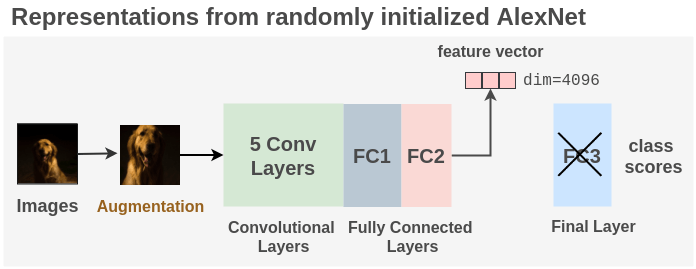 Representations from randomly initialized AlexNet
feature vector
dim=4096
5 Conv
Layers
FC1
FC2
FC3
class
scores
Images
Augmentation
Convolutional
Layers
Fully Connected
Layers
Final Layer